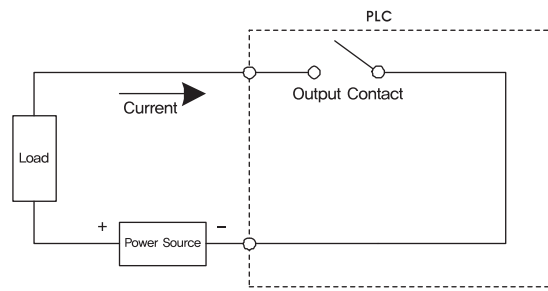 PLC
Output Contact
Current
Load
+
−
Power Source